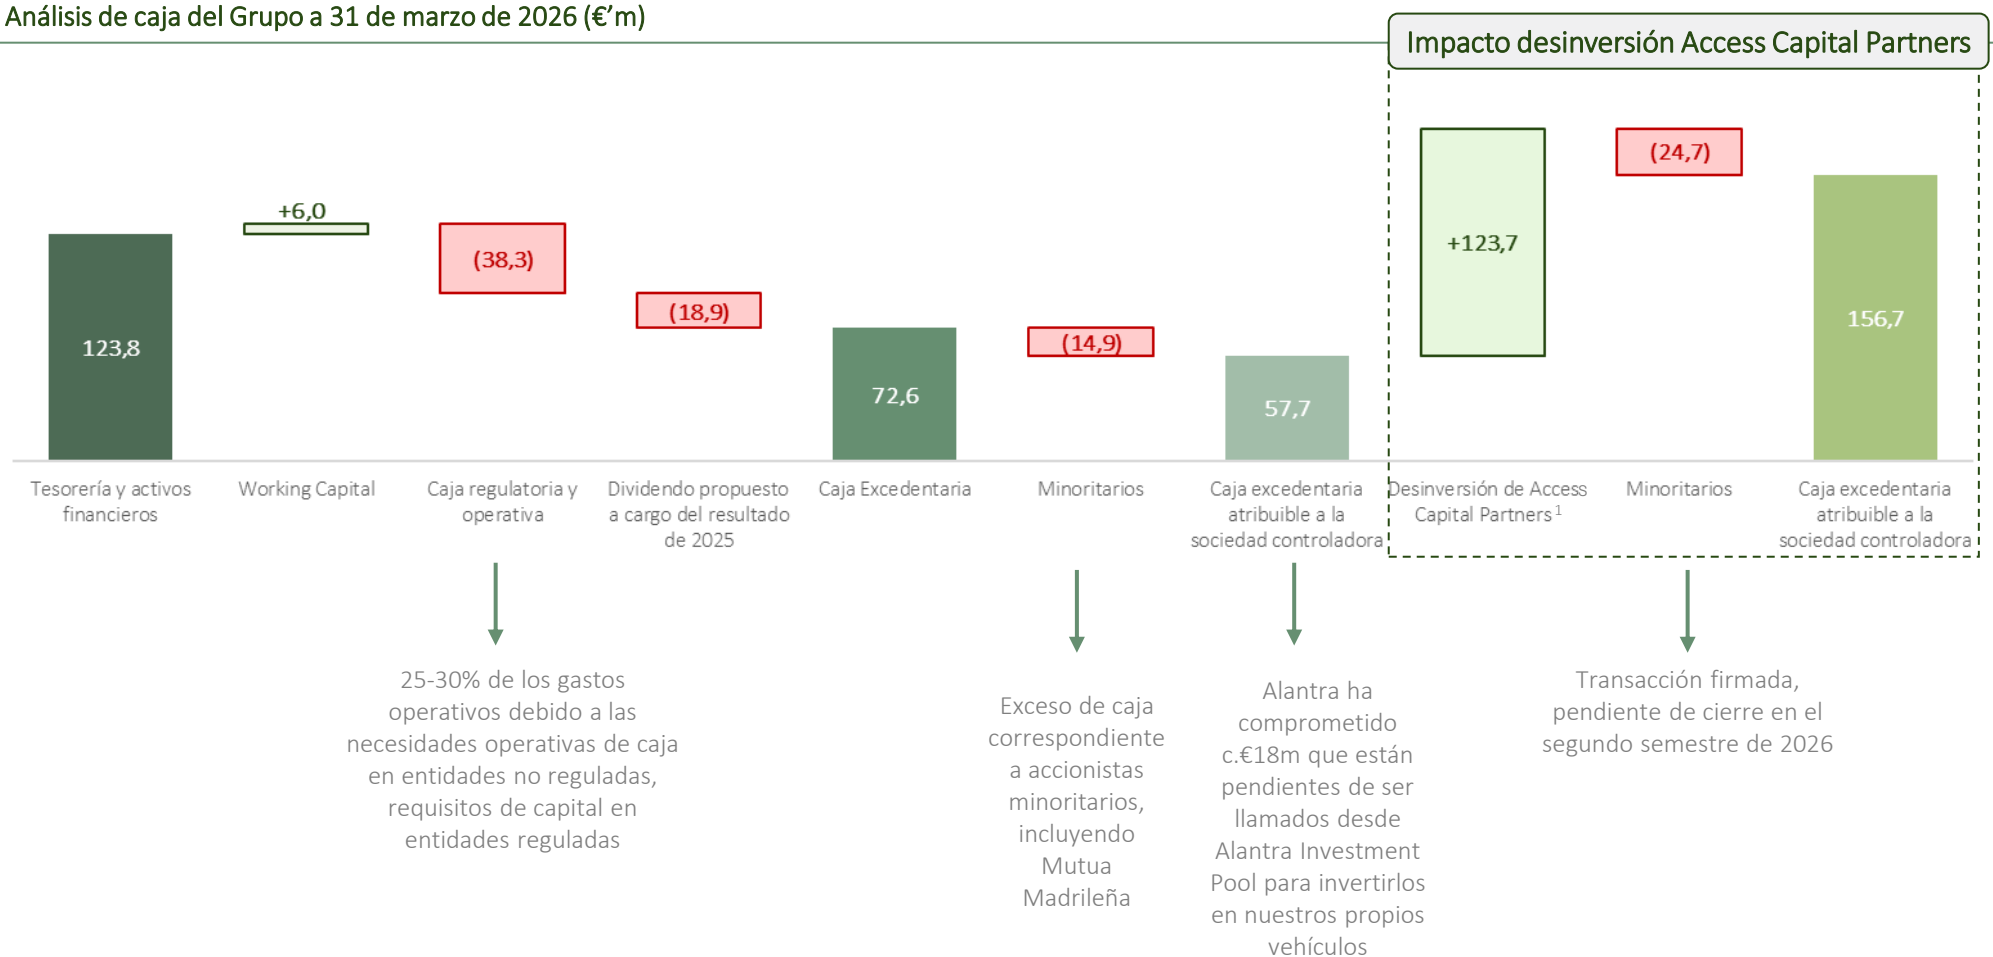 Análisis de caja del Grupo a 31 de marzo de 2026 (€'m)
Impacto desinversión Access Capital Partners
123,8
+6,0
(38,3)
(18,9)
72,6
(14,9)
57,7
+123,7
(24,7)
156,7
Tesorería y activos
financieros
Working Capital
Caja regulatoria y
operativa
Dividendo propuesto
a cargo del resultado
de 2025
Caja Excedentaria
Minoritarios
Caja excedentaria
atribuible a la
sociedad controladora
Desinversión de Access
Capital Partners¹
Minoritarios
Caja excedentaria
atribuible a la
sociedad controladora
25-30% de los gastos
operativos debido a las
necesidades operativas de caja
en entidades no reguladas,
requisitos de capital en
entidades reguladas
Exceso de caja
correspondiente
a accionistas
minoritarios,
incluyendo
Mutua
Madrileña
Alantra ha
comprometido
c.€18m que están
pendientes de ser
llamados desde
Alantra Investment
Pool para invertirlos
en nuestros propios
vehículos
Transacción firmada,
pendiente de cierre en el
segundo semestre de 2026